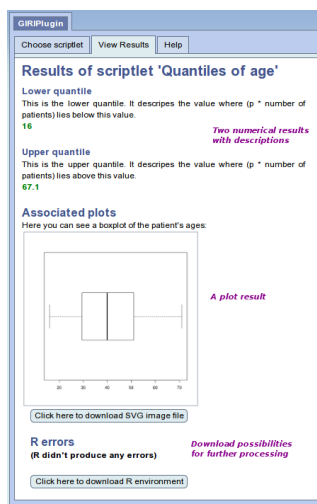 GIRIPlugin
Choose scriptlet
View Results
Help
Results of scriptlet 'Quantiles of age'
Lower quantile
This is the lower quantile. It descripes the value where (p * number of
patients) lies below this value.
16
Two numerical results
with descriptions
Upper quantile
This is the upper quantile. It descripes the value where (p * number of
patients) lies above this value.
67.1
Associated plots
Here you can see a boxplot of the patient's ages:
A plot result
20 30 40 50 60 70
Click here to download SVG image file
R errors
(R didn't produce any errors)
Download possibilities
for further processing
Click here to download R environment